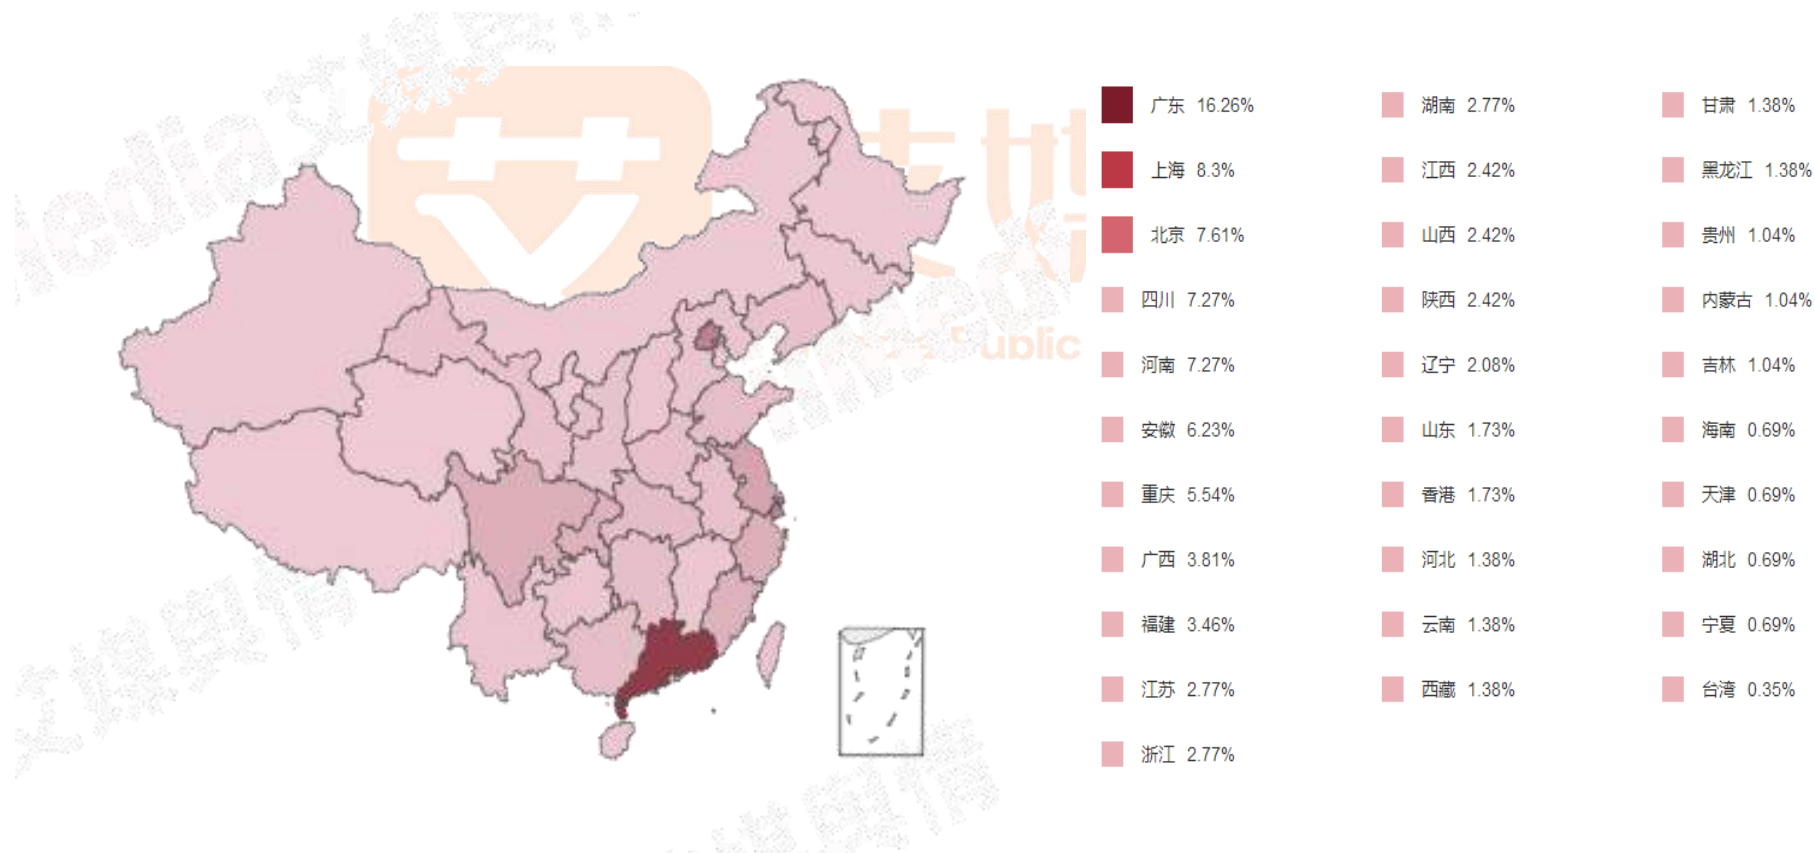 广东 16.26%
上海 8.3%
北京 7.61%
四川 7.27%
河南 7.27%
安徽 6.23%
重庆 5.54%
广西 3.81%
福建 3.46%
江苏 2.77%
浙江 2.77%
湖南 2.77%
江西 2.42%
山西 2.42%
陕西 2.42%
辽宁 2.08%
山东 1.73%
香港 1.73%
河北 1.38%
云南 1.38%
西藏 1.38%
甘肃 1.38%
黑龙江 1.38%
贵州 1.04%
内蒙古 1.04%
吉林 1.04%
海南 0.69%
天津 0.69%
湖北 0.69%
宁夏 0.69%
台湾 0.35%